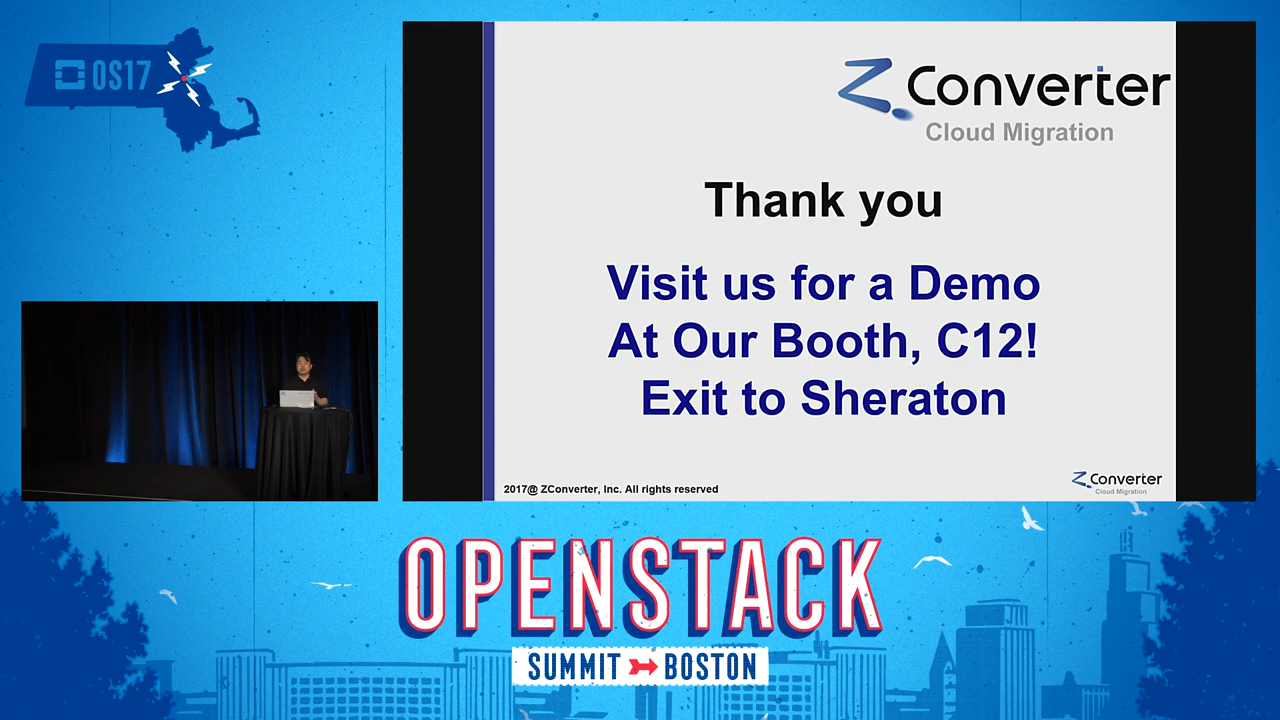 OS17
ZConverter
Cloud Migration
Thank you
Visit us for a Demo
At Our Booth, C12!
Exit to Sheraton
2017@ ZConverter, Inc. All rights reserved
ZConverter
Cloud Migration
OPENSTACK
SUMMIT BOSTON